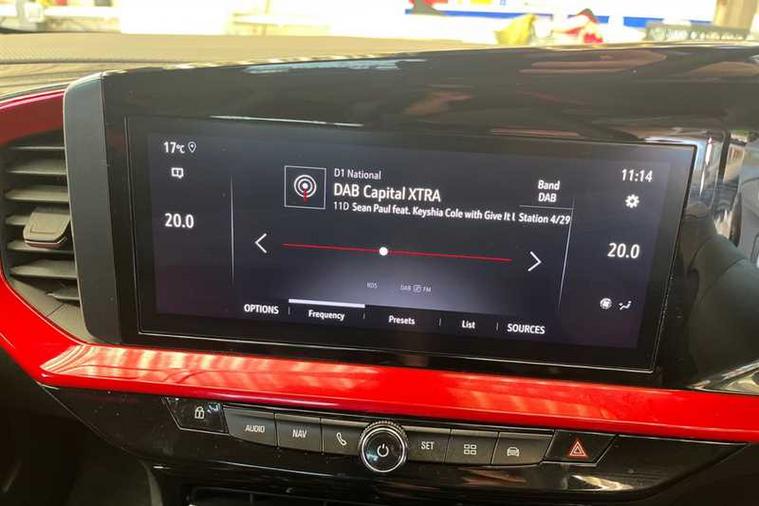 17°C
20.0
D1 National
DAB Capital XTRA
11D Sean Paul feat. Keyshia Cole with Give It
Station 4/29
Band
DAB
11:14
20.0
RDS
DAB
FM
OPTIONS
Frequency
Presets
List
SOURCES
AUDIO
NAV
SET